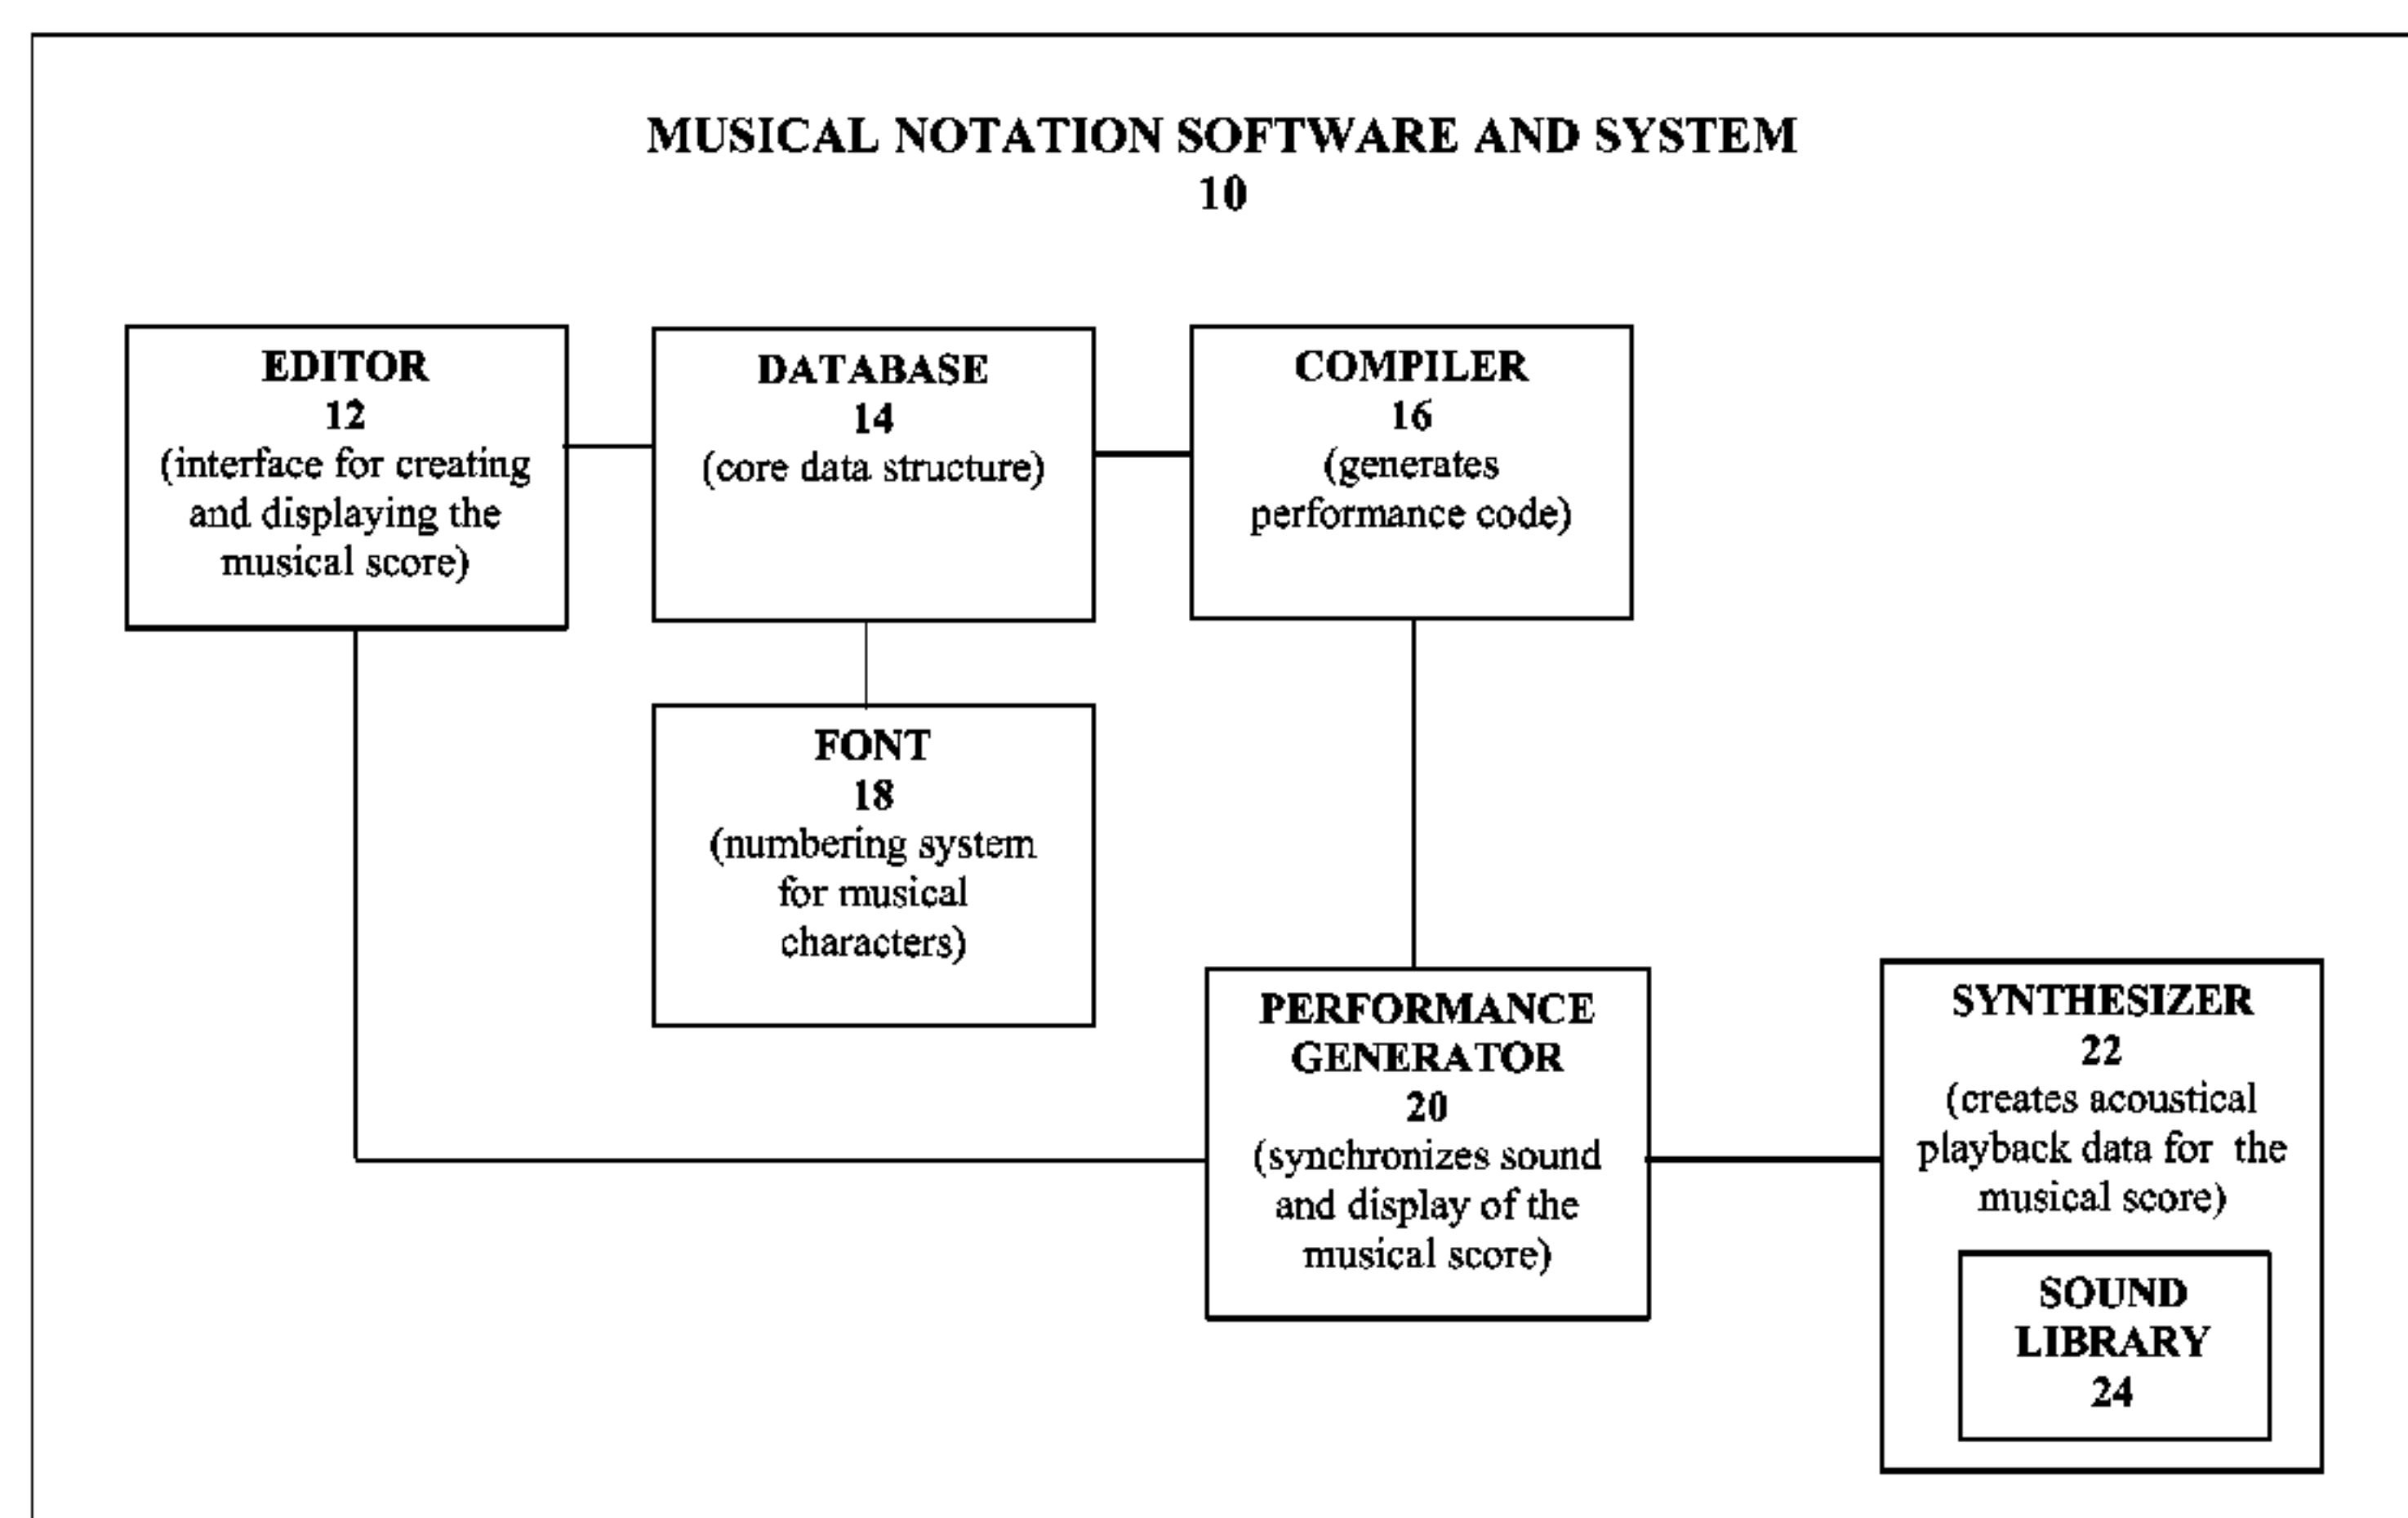 MUSICAL NOTATION SOFTWARE AND SYSTEM
10
EDITOR
12
(interface for creating
and displaying the
musical score)
DATABASE
14
(core data structure)
COMPILER
16
(generates
performance code)
FONT
18
(numbering system
for musical
characters)
PERFORMANCE
GENERATOR
20
(synchronizes sound
and display of the
musical score)
SYNTHESIZER
22
(creates acoustical
playback data for the
musical score)
SOUND
LIBRARY
24